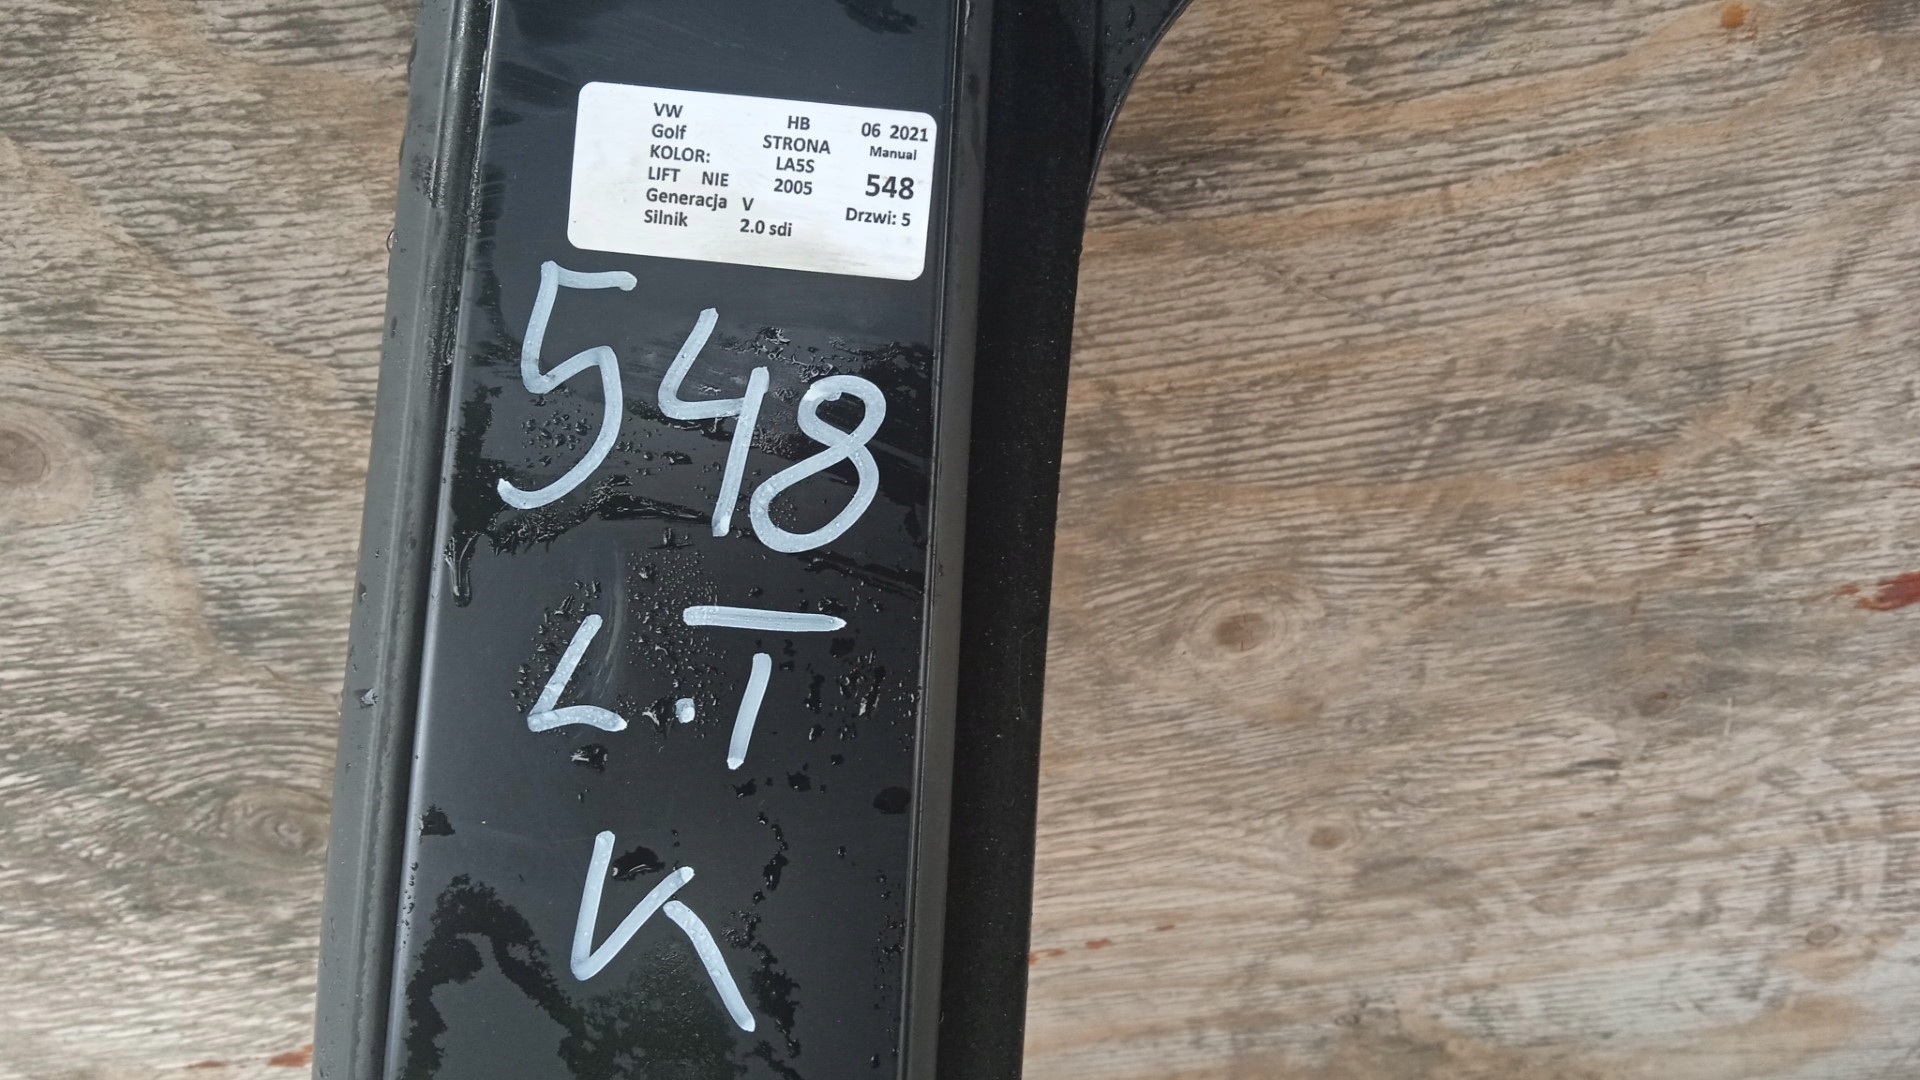 VW HB 06 2021
Golf STRONA Manual
KOLOR: LA5S
LIFT NIE 2005 548
Generacja V Drzwi: 5
Silnik 2.0 sdi
548
L.T
K